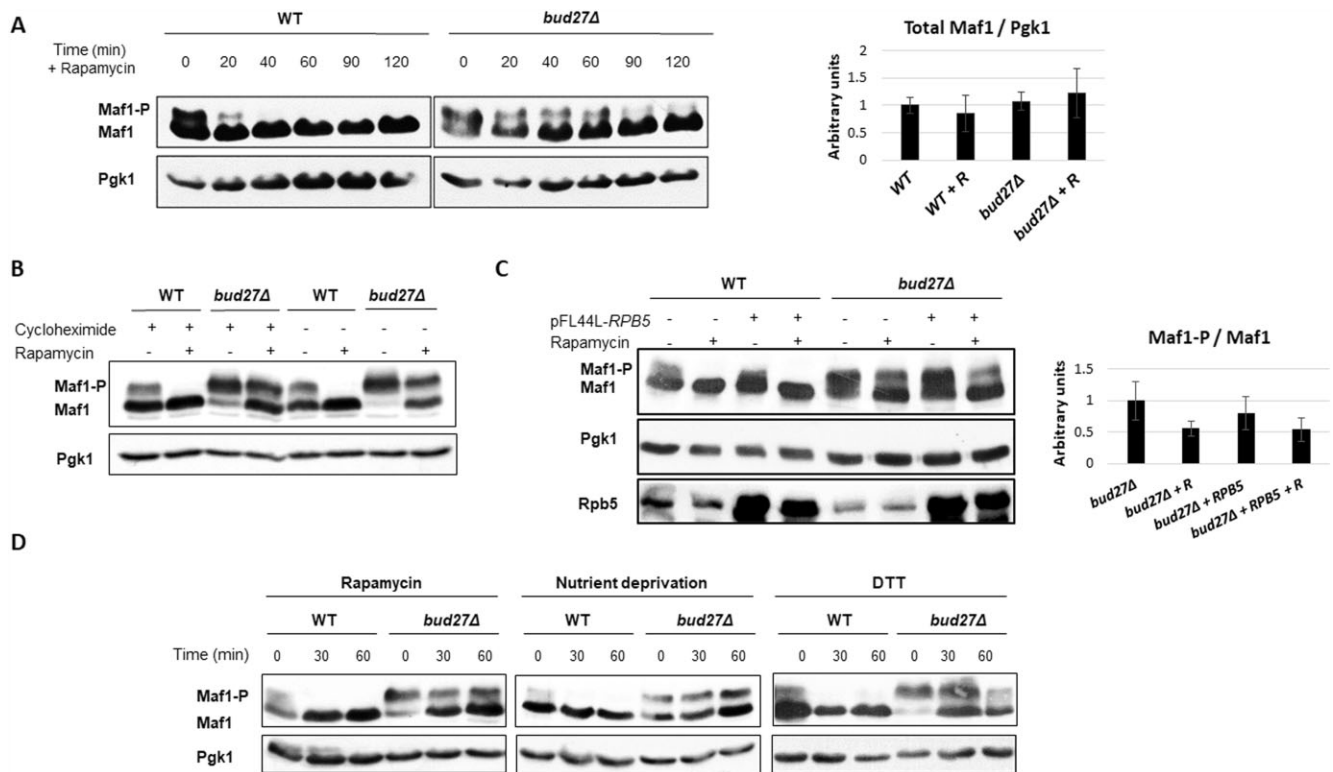 A
WT
bud27Δ
Time (min)
+ Rapamycin
0 20 40 60 90 120 0 20 40 60 90 120
Maf1-P
Maf1
Pgk1
Total Maf1 / Pgk1
Arbitrary units
2
1.5
1
0.5
0
WT
WT + R
bud27Δ
bud27Δ + R
B
WT bud27Δ WT bud27Δ
Cycloheximide + + + + - - - -
Rapamycin - + - + - + - +
Maf1-P
Maf1
Pgk1
C
WT bud27Δ
pFL44L-RPB5 - - + + - - + +
Rapamycin - + - + - + - +
Maf1-P
Maf1
Pgk1
Rpb5
Maf1-P / Maf1
Arbitrary units
1.5
1
0.5
0
bud27Δ
bud27Δ + R
bud27Δ + RPB5
bud27Δ + RPB5 + R
D
Rapamycin Nutrient deprivation DTT
WT bud27Δ WT bud27Δ WT bud27Δ
Time (min) 0 30 60 0 30 60 0 30 60 0 30 60 0 30 60 0 30 60
Maf1-P
Maf1
Pgk1